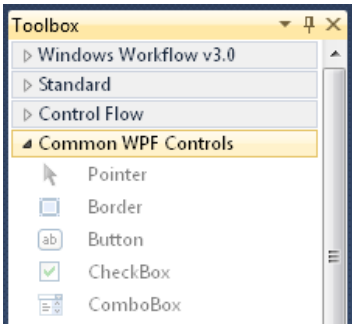 Toolbox
Windows Workflow v3.0
Standard
Control Flow
Common WPF Controls
Pointer
Border
ab Button
CheckBox
ComboBox